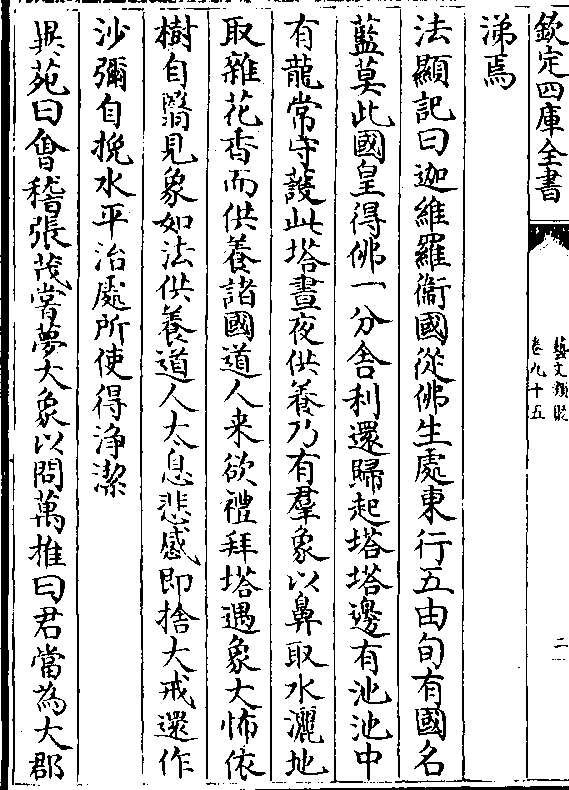 欽定四庫全書
藝文類聚
卷九十五
二
涕焉
法顯記曰迦維羅衞國從佛生處東行五由旬有國名
藍莫此國皇得佛一分舍利還歸起塔塔邊有池池中
有龍常守護此塔晝夜供養乃有羣象以鼻取水灑地
取雜花香而供養諸國道人来欲禮拜塔遇象大怖依
樹自翳見象如法供養道人太息悲感即捨大戒還作
沙彌自挽水平治處所使得淨潔
異苑曰會稽張茂甞夢大象以問萬推曰君當為大郡